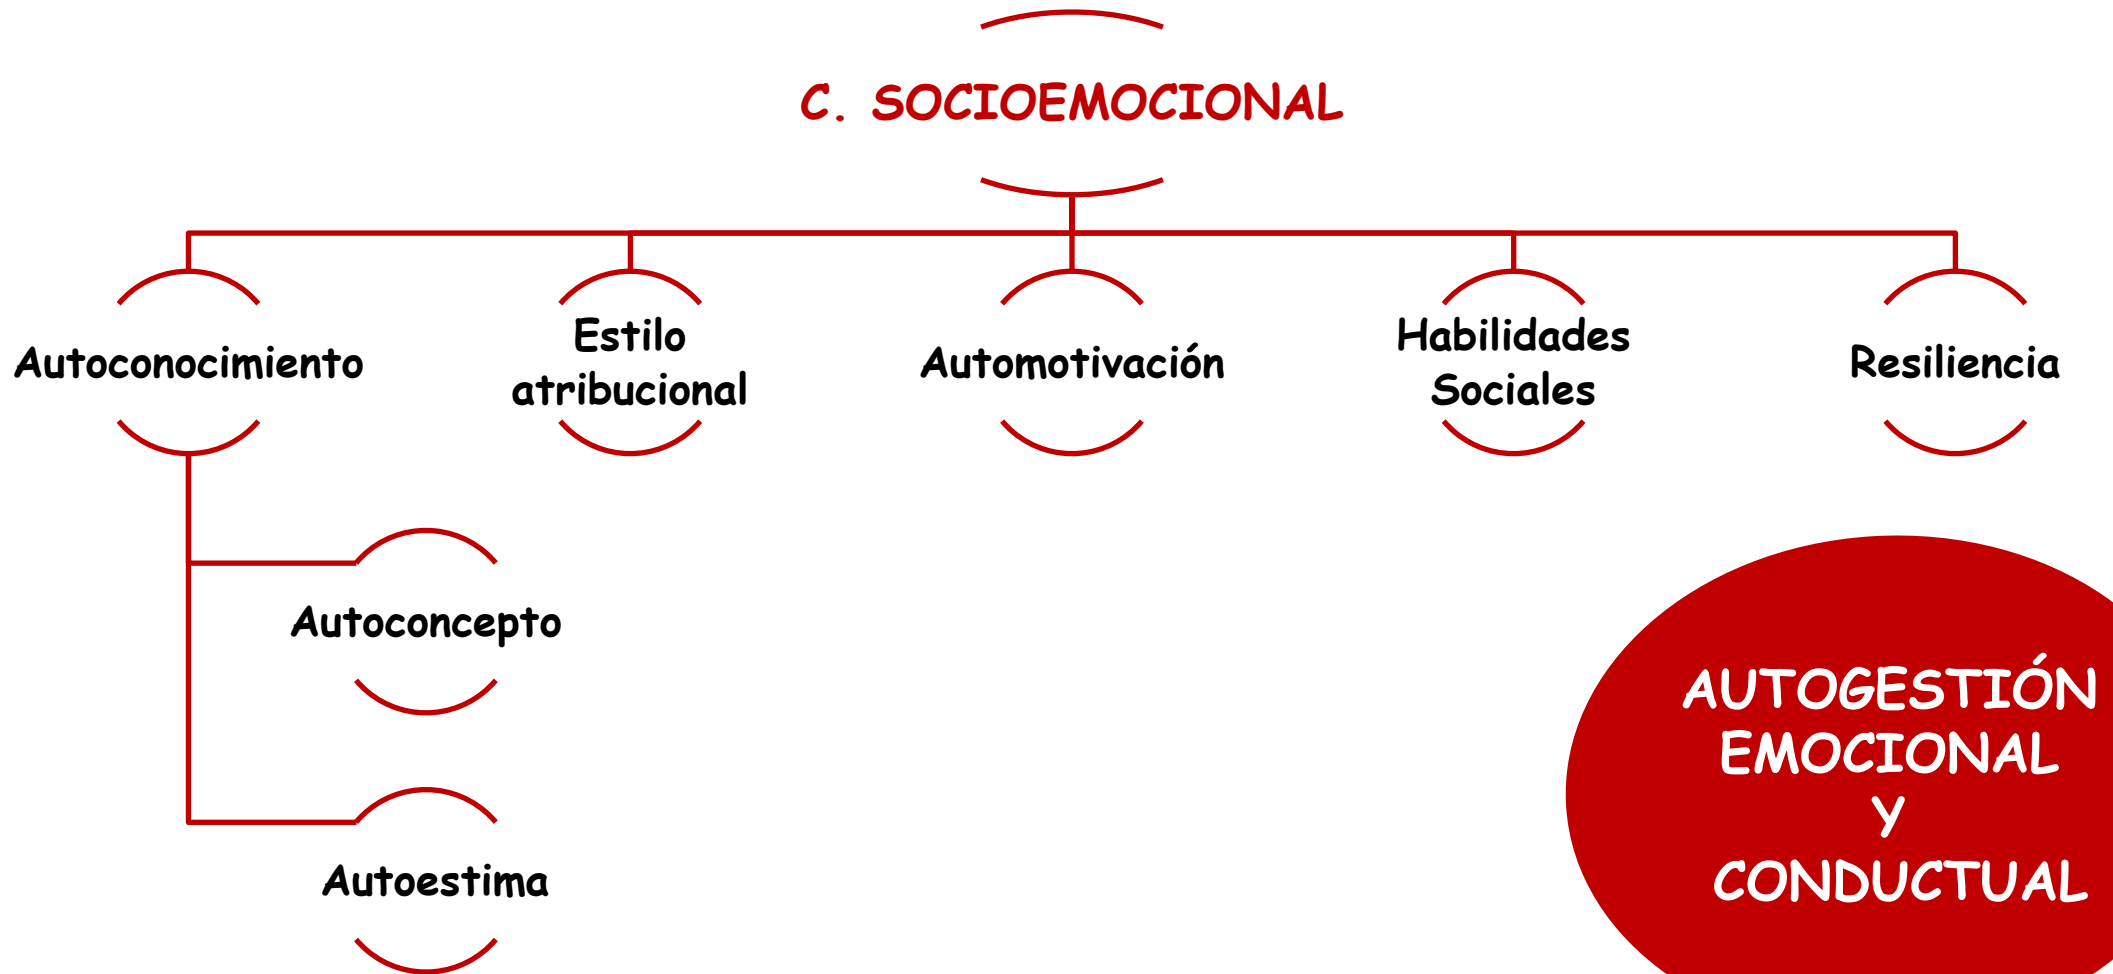 C. SOCIOEMOCIONAL
Autoconocimiento
Estilo
atribucional
Automotivación
Habilidades
Sociales
Resiliencia
Autoconcepto
Autoestima
AUTOGESTIÓN
EMOCIONAL
Y
CONDUCTUAL